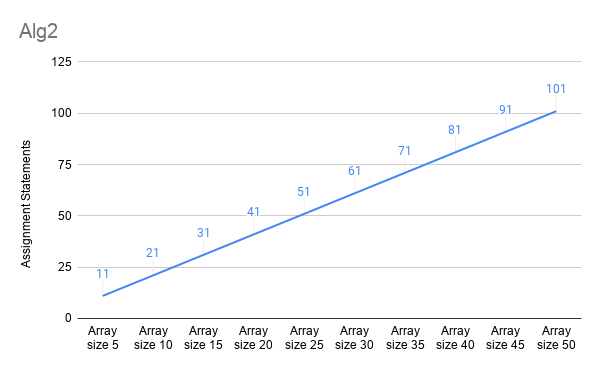 Alg2
125
100
75
50
25
0
Assignment Statements
11
21
31
41
51
61
71
81
91
101
Array size 5
Array size 10
Array size 15
Array size 20
Array size 25
Array size 30
Array size 35
Array size 40
Array size 45
Array size 50